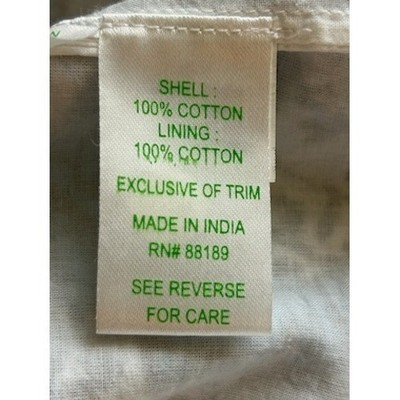 SHELL :
100% COTTON
LINING :
100% COTTON
EXCLUSIVE OF TRIM
MADE IN INDIA
RN# 88189
SEE REVERSE
FOR CARE